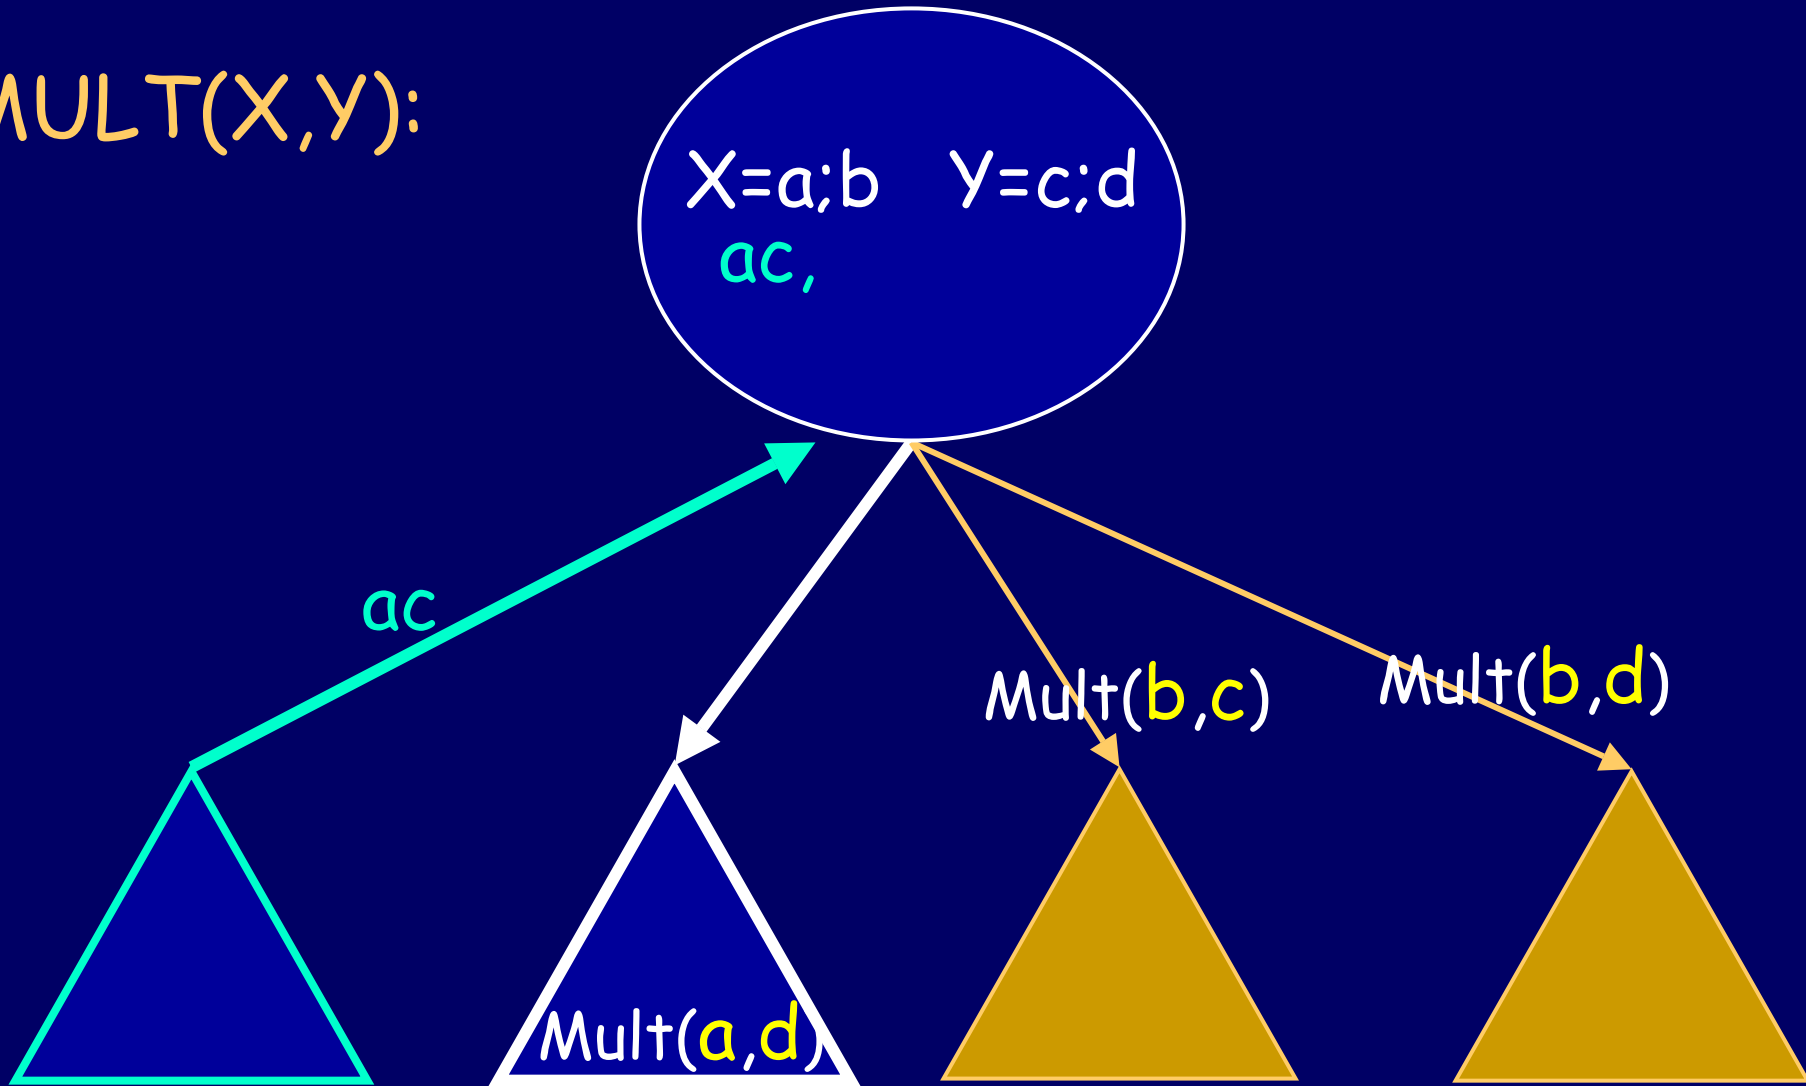 MULT(X,Y):
X=a;b Y=c;d
ac,
ac
Mult(b,c)
Mult(b,d)
Mult(a,d)